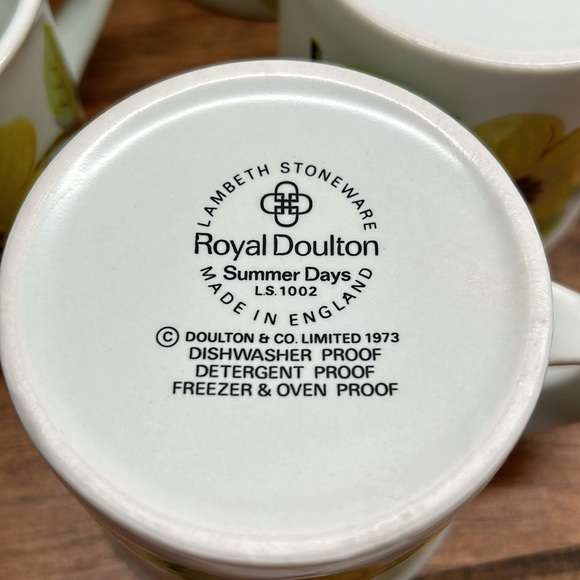 LAMBETH STONEWARE
Royal Doulton
Summer Days
L.S.1002
MADE IN ENGLAND
© DOULTON & CO. LIMITED 1973
DISHWASHER PROOF
DETERGENT PROOF
FREEZER & OVEN PROOF